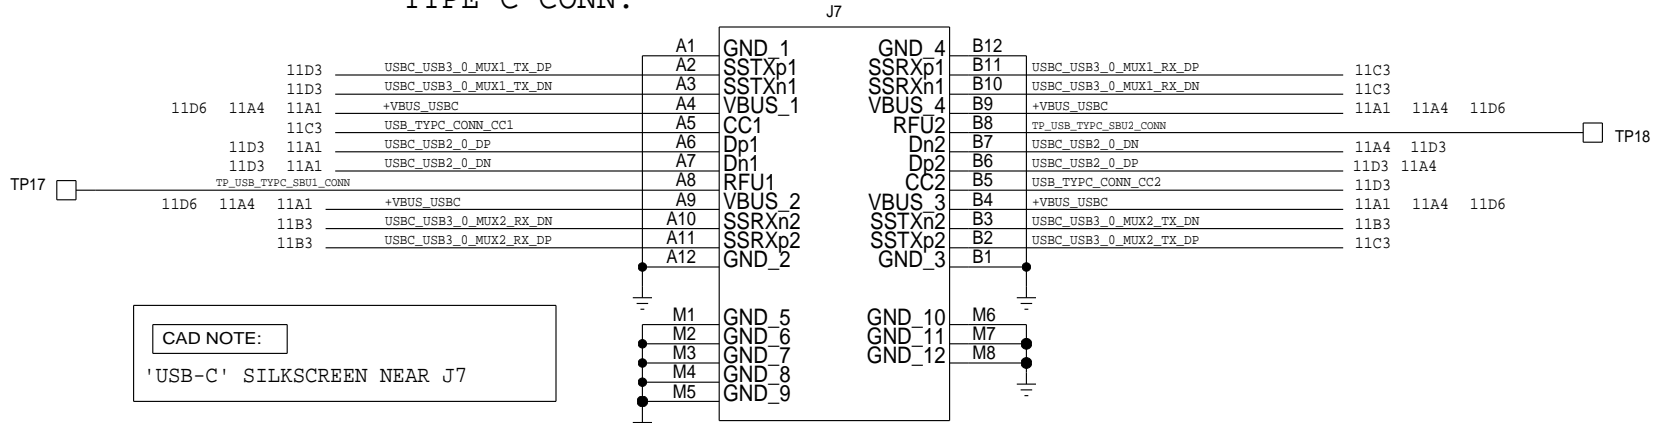 TYPE C CONN.
J7
A1 GND_1 GND_4 B12
11D3 USBC_USB3_0_MUX1_TX_DP A2 SSTXp1 SSRXp1 B11 USBC_USB3_0_MUX1_RX_DP 11C3
11D3 USBC_USB3_0_MUX1_TX_DN A3 SSTXn1 SSRXn1 B10 USBC_USB3_0_MUX1_RX_DN 11C3
11D6 11A4 11A1 +VBUS_USBC A4 VBUS_1 VBUS_4 B9 +VBUS_USBC 11A1 11A4 11D6
11C3 USB_TYPC_CONN_CC1 A5 CC1 RFU2 B8 TP_USB_TYPC_SBU2_CONN TP18
11D3 11A1 USBC_USB2_0_DP A6 Dp1 Dn2 B7 USBC_USB2_0_DN 11A4 11D3
11D3 11A1 USBC_USB2_0_DN A7 Dn1 Dp2 B6 USBC_USB2_0_DP 11D3 11A4
TP17 TP_USB_TYPC_SBU1_CONN A8 RFU1 CC2 B5 USB_TYPC_CONN_CC2 11D3
11D6 11A4 11A1 +VBUS_USBC A9 VBUS_2 VBUS_3 B4 +VBUS_USBC 11A1 11A4 11D6
11B3 USBC_USB3_0_MUX2_RX_DN A10 SSRXn2 SSTXn2 B3 USBC_USB3_0_MUX2_TX_DN 11B3
11B3 USBC_USB3_0_MUX2_RX_DP A11 SSRXp2 SSTXp2 B2 USBC_USB3_0_MUX2_TX_DP 11C3
A12 GND_2 GND_3 B1
M1 GND_5 GND_10 M6
M2 GND_6 GND_11 M7
M3 GND_7 GND_12 M8
M4 GND_8
M5 GND_9
CAD NOTE:
'USB-C' SILKSCREEN NEAR J7